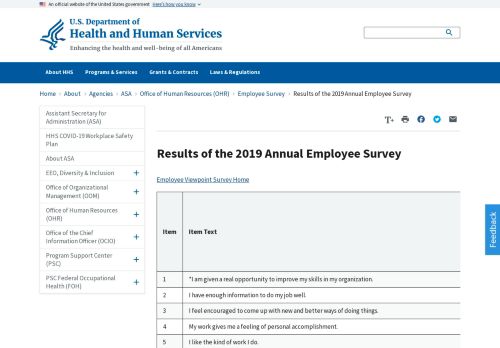 An official website of the United States government Here's how you know
U.S. Department of
Health and Human Services
Enhancing the health and well-being of all Americans
About HHS Programs & Services Grants & Contracts Laws & Regulations
Home > About > Agencies > ASA > Office of Human Resources (OHR) > Employee Survey > Results of the 2019 Annual Employee Survey
Assistant Secretary for
Administration (ASA)
HHS COVID-19 Workplace Safety
Plan
About ASA
EEO, Diversity & Inclusion +
Office of Organizational
Management (OOM) +
Office of Human Resources
(OHR) +
Office of the Chief
Information Officer (OCIO) +
Program Support Center
(PSC) +
PSC Federal Occupational
Health (FOH) +
T+
Results of the 2019 Annual Employee Survey
Employee Viewpoint Survey Home
Item Item Text
1 *I am given a real opportunity to improve my skills in my organization.
2 I have enough information to do my job well.
3 I feel encouraged to come up with new and better ways of doing things.
4 My work gives me a feeling of personal accomplishment.
5 I like the kind of work I do.
Feedback